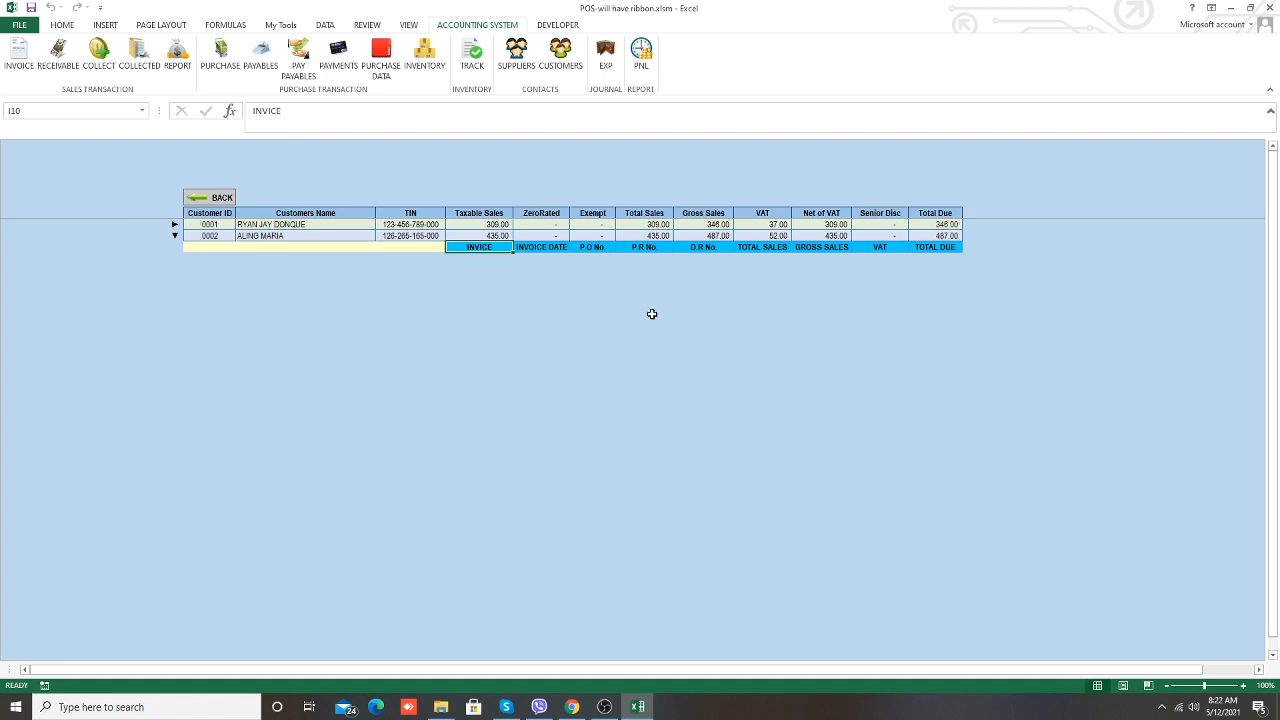 POS-will have ribbon.xlsm - Excel
FILE HOME INSERT PAGE LAYOUT FORMULAS My Tools DATA REVIEW VIEW ACCOUNTING SYSTEM DEVELOPER Microsoft account
INVOICE RECEIVABLE COLLECT COLLECTED REPORT PURCHASE PAYABLES PAY PAYABLES PAYMENTS PURCHASE DATA INVENTORY TRACK SUPPLIERS CUSTOMERS EXP PNL
SALES TRANSACTION PURCHASE TRANSACTION INVENTORY CONTACTS JOURNAL REPORT
I10 fx INVICE
BACK
Customer ID Customers Name TIN Taxable Sales ZeroRated Exempt Total Sales Gross Sales VAT Net of VAT Senior Disc Total Due
0001 RYAN JAY DONQUE 123-456-789-000 309.00 - - 309.00 346.00 37.00 309.00 - 346.00
0002 ALING MARIA 126-265-165-000 435.00 - - 435.00 487.00 52.00 435.00 - 487.00
INVICE INVOICE DATE P.O No. P.R No. D.R No. TOTAL SALES GROSS SALES VAT TOTAL DUE
READY 100%
Type here to search 24 8:22 AM
5/12/2021